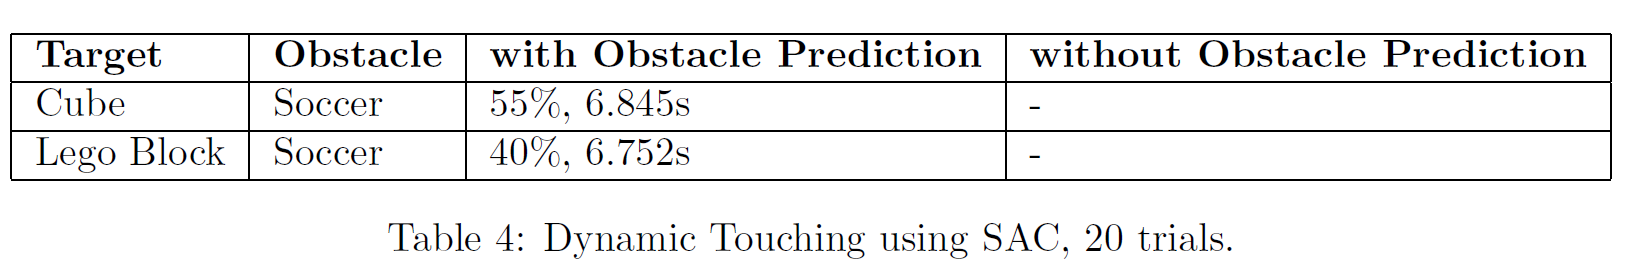 Target Obstacle with Obstacle Prediction without Obstacle Prediction
Cube Soccer 55%, 6.845s -
Lego Block Soccer 40%, 6.752s -
Table 4: Dynamic Touching using SAC, 20 trials.